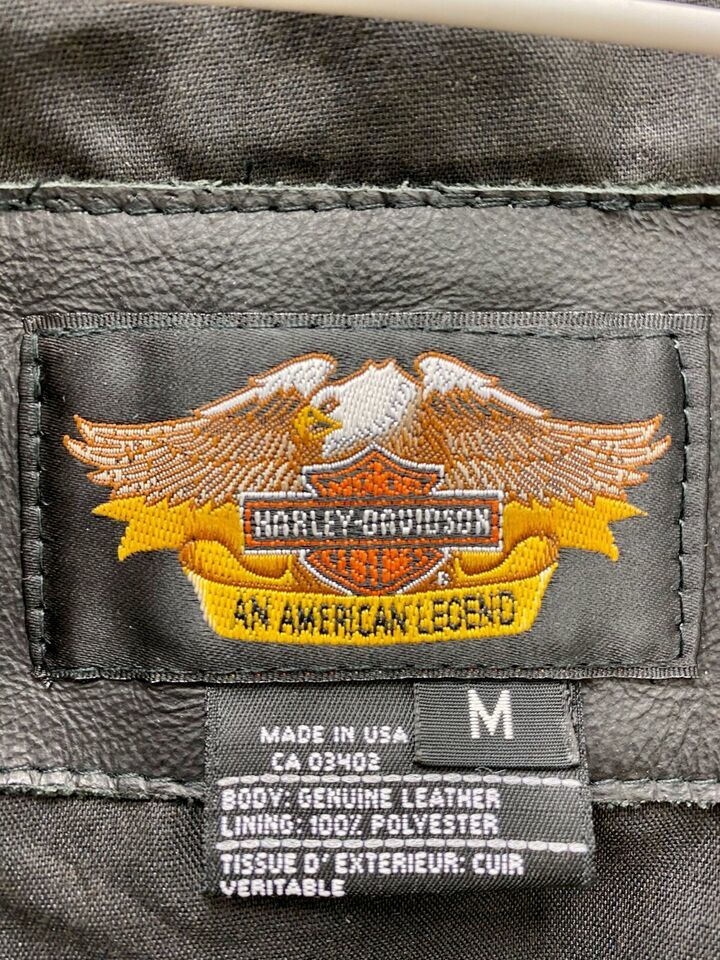 MOTOR
HARLEY-DAVIDSON
®
AN AMERICAN LEGEND
M
MADE IN USA
CA 03402
BODY: GENUINE LEATHER
LINING: 100% POLYESTER
TISSUE D'EXTERIEUR: CUIR
VERITABLE